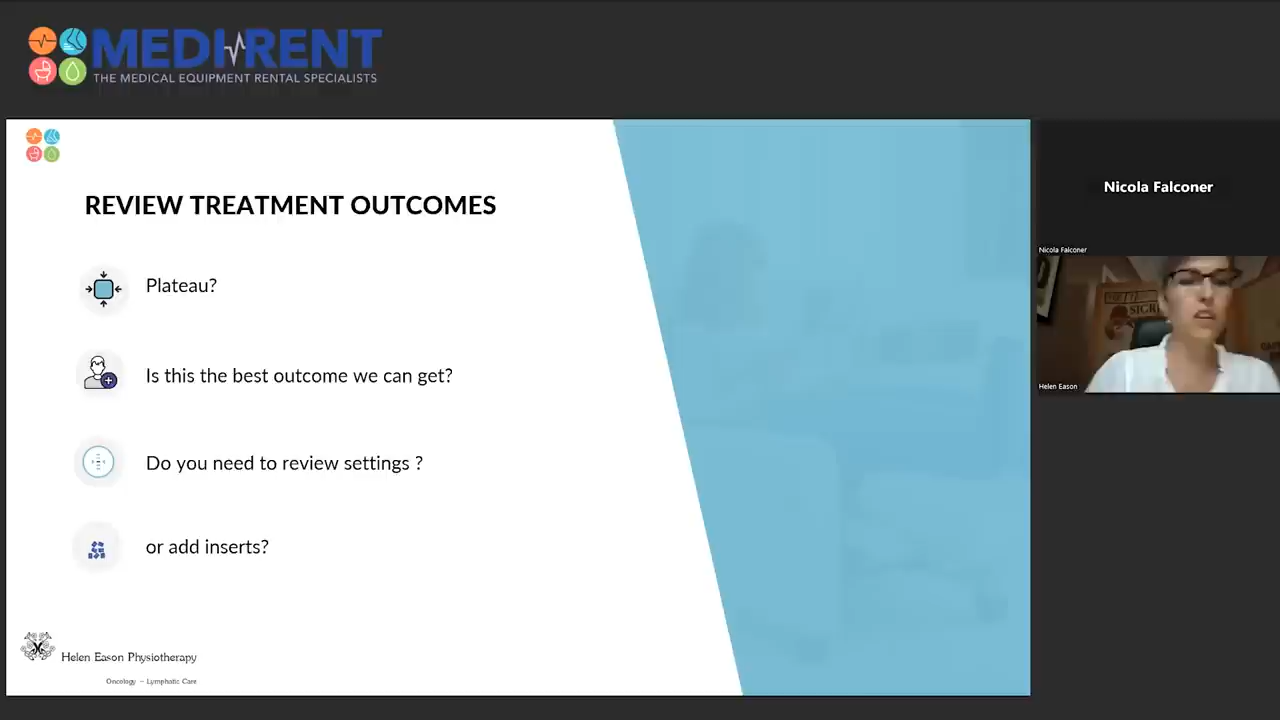 MEDI RENT
THE MEDICAL EQUIPMENT RENTAL SPECIALISTS
REVIEW TREATMENT OUTCOMES
Plateau?
Is this the best outcome we can get?
Do you need to review settings ?
or add inserts?
Helen Eason Physiotherapy
Oncology – Lymphatic Care
Nicola Falconer
Nicola Falconer
Helen Eason